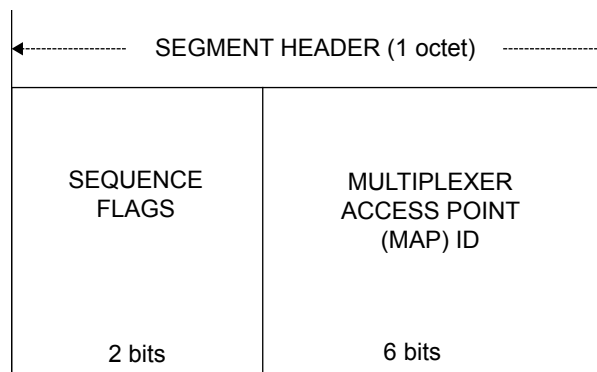 SEGMENT HEADER (1 octet)
SEQUENCE
FLAGS
MULTIPLEXER
ACCESS POINT
(MAP) ID
2 bits
6 bits